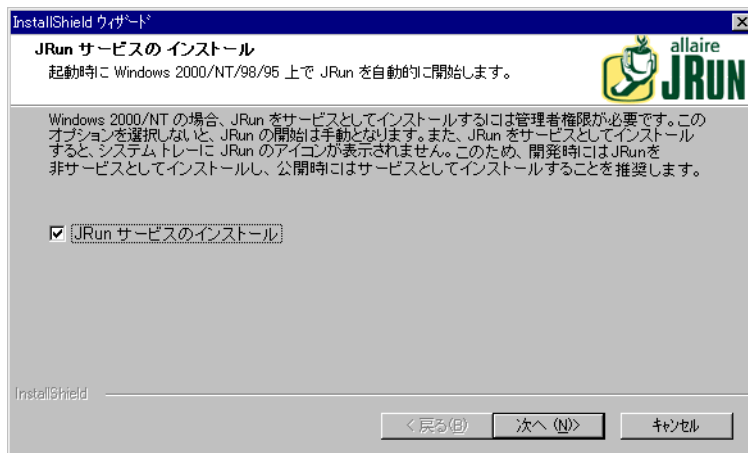 InstallShield ウィザード
JRun サービスの インストール
起動時に Windows 2000/NT/98/95 上で JRun を自動的に開始します。
allaire
JRUN
Windows 2000/NT の場合、JRun をサービスとしてインストールするには管理者権限が必要です。この
オプションを選択しないと、JRun の開始は手動となります。また、JRun をサービスとしてインストール
すると、システムトレーに JRun のアイコンが表示されません。このため、開発時にはJRunを
非サービスとしてインストールし、公開時にはサービスとしてインストールすることを推奨します。
JRun サービスのインストール
InstallShield
< 戻る(B)
次へ (N)>
キャンセル